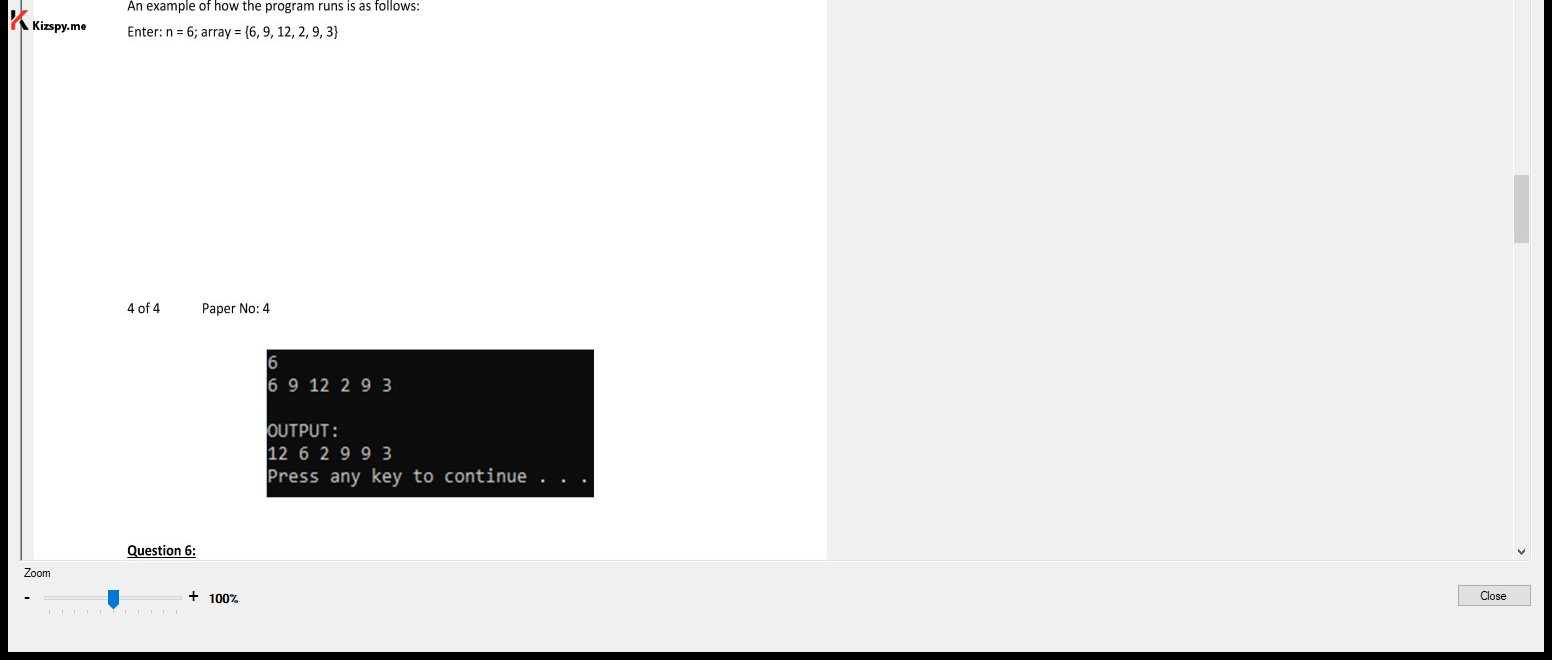 An example of how the program runs is as follows:
Kizspy.me
Enter: n = 6; array = {6, 9, 12, 2, 9, 3}
4 of 4 Paper No: 4
6
6 9 12 2 9 3
OUTPUT:
12 6 2 9 9 3
Press any key to continue . . .
Question 6:
Zoom
- + 100%
Close